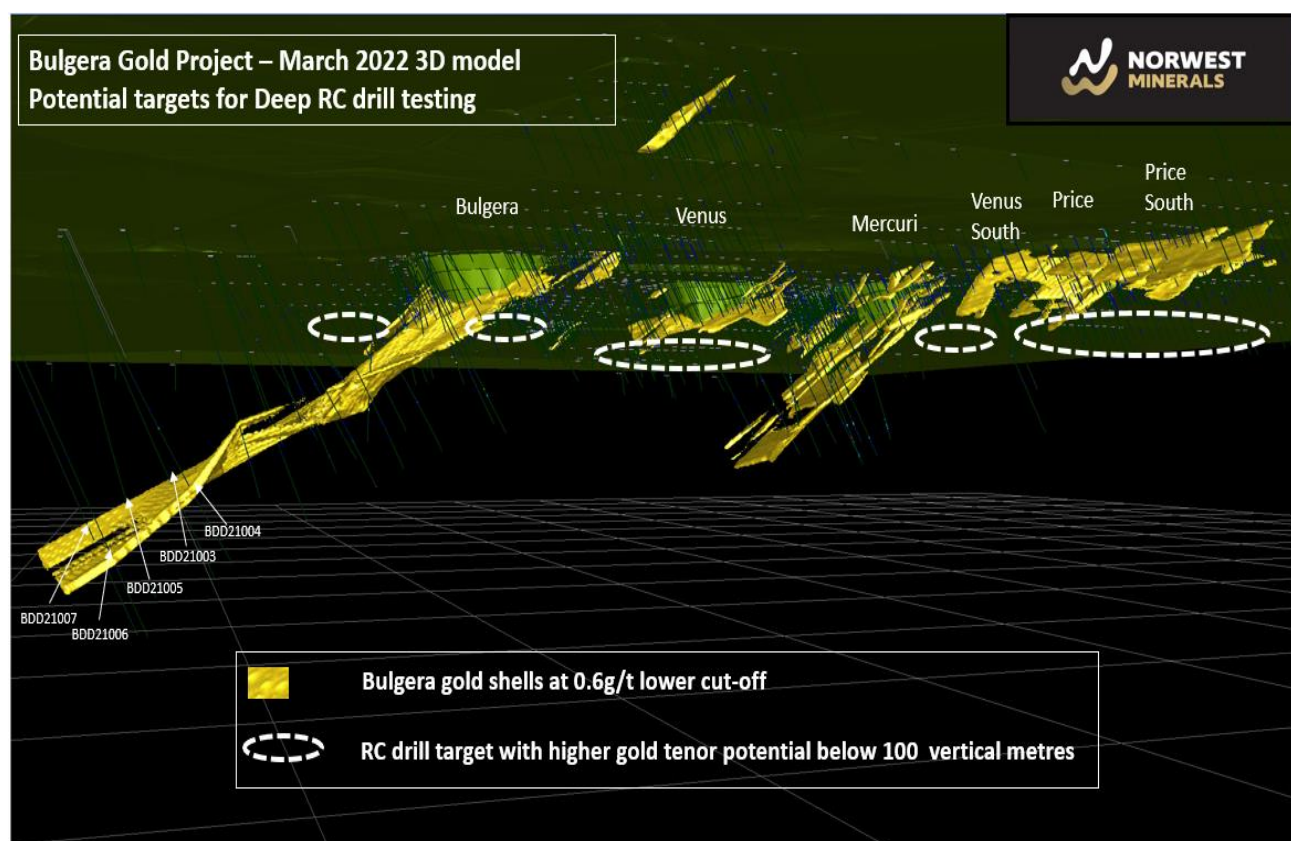 Bulgera Gold Project – March 2022 3D model
Potential targets for Deep RC drill testing
NORWEST
MINERALS
Bulgera
Venus
Mercuri
Venus
South
Price
Price
South
BDD21004
BDD21003
BDD21005
BDD21007
BDD21006
Bulgera gold shells at 0.6g/t lower cut-off
RC drill target with higher gold tenor potential below 100 vertical metres